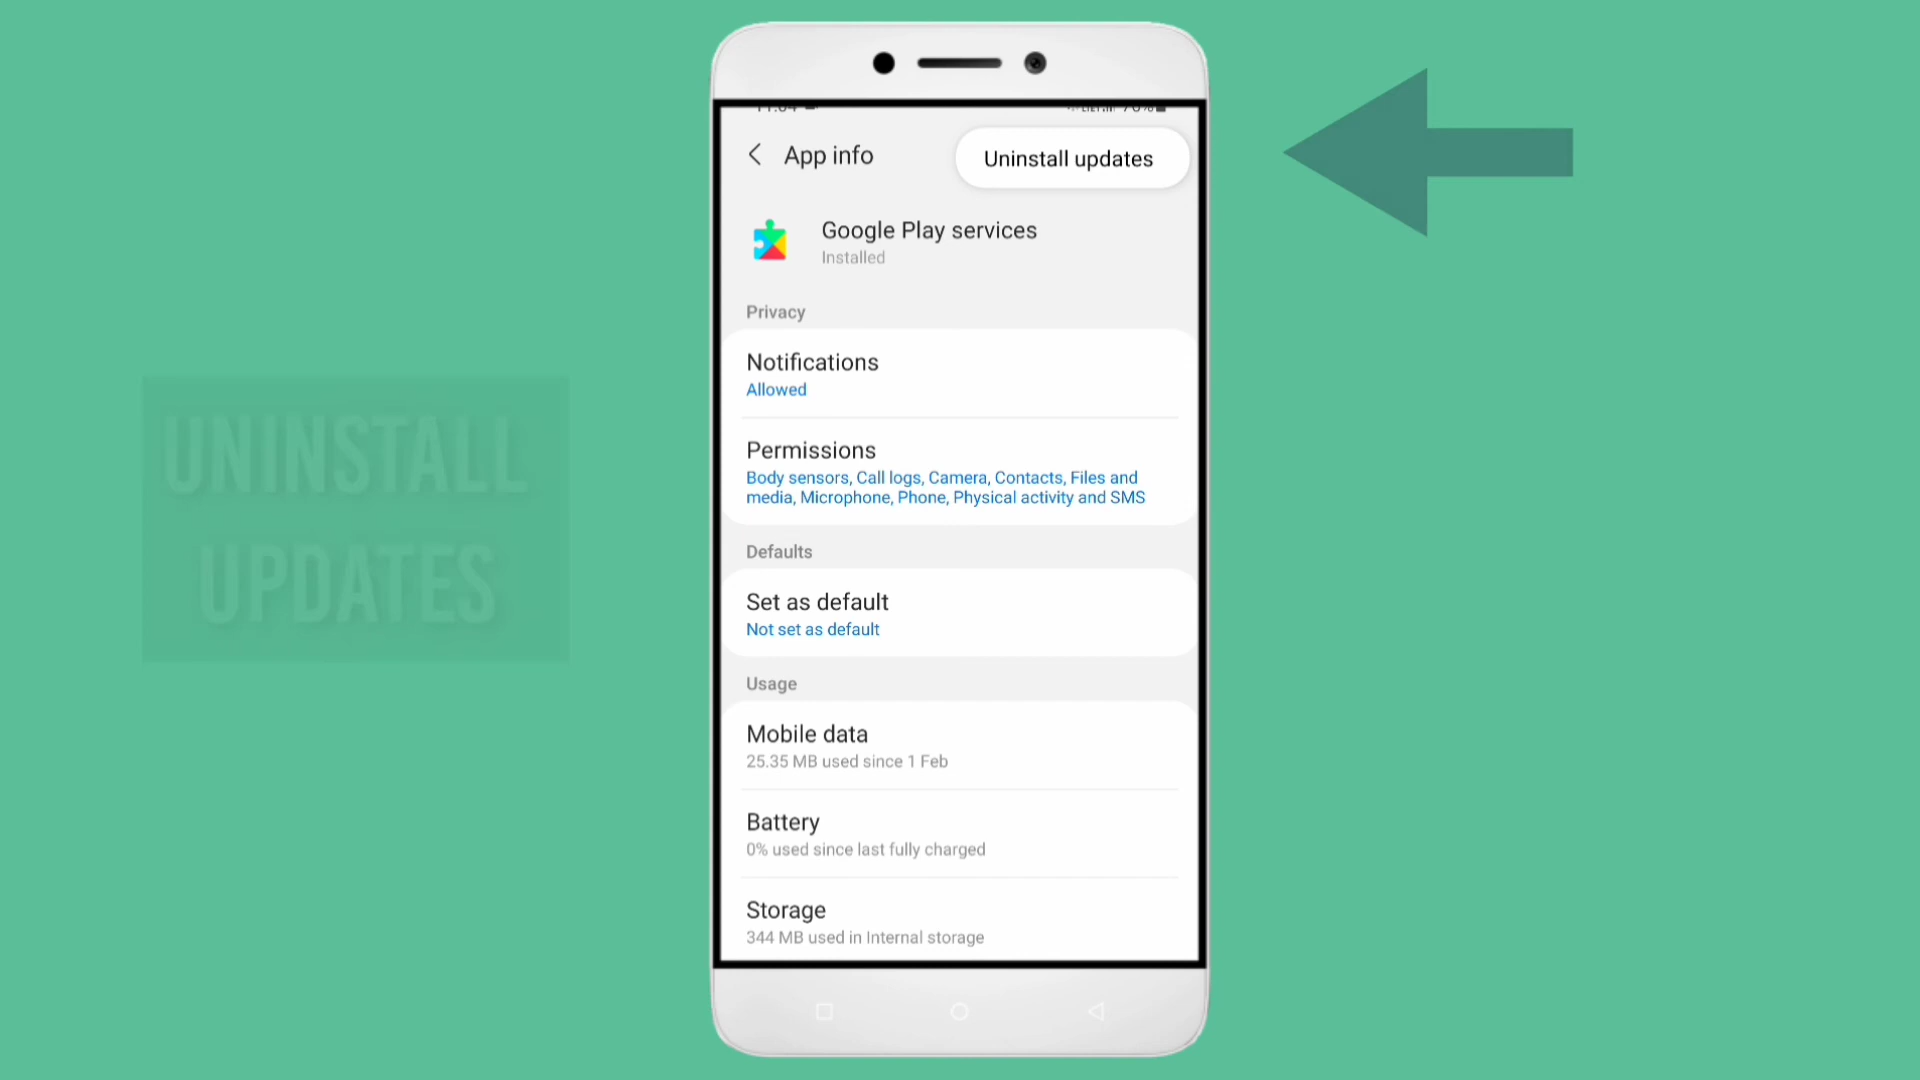 App info
Uninstall updates
Google Play services
Installed
Privacy
Notifications
Allowed
Permissions
Body sensors, Call logs, Camera, Contacts, Files and
media, Microphone, Phone, Physical activity and SMS
Defaults
Set as default
Not set as default
Usage
Mobile data
25.35 MB used since 1 Feb
Battery
0% used since last fully charged
Storage
344 MB used in Internal storage
UNINSTALL
UPDATES